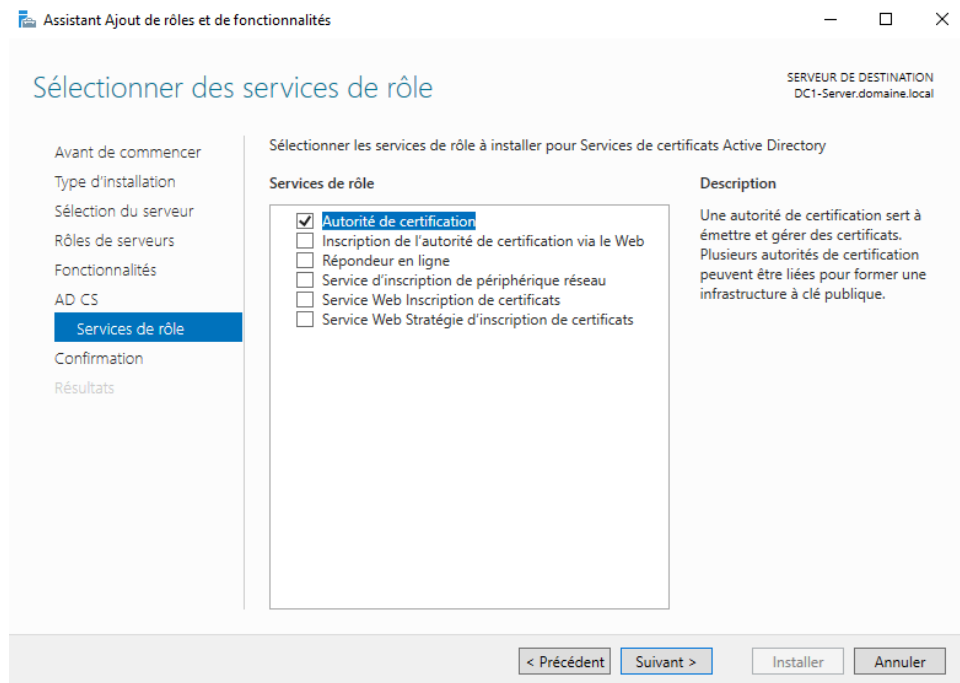 Assistant Ajout de rôles et de fonctionnalités
Sélectionner des services de rôle
SERVEUR DE DESTINATION
DC1-Server.domaine.local
Avant de commencer
Type d'installation
Sélection du serveur
Rôles de serveurs
Fonctionnalités
AD CS
Services de rôle
Confirmation
Résultats
Sélectionner les services de rôle à installer pour Services de certificats Active Directory
Services de rôle
Autorité de certification
Inscription de l'autorité de certification via le Web
Répondeur en ligne
Service d'inscription de périphérique réseau
Service Web Inscription de certificats
Service Web Stratégie d'inscription de certificats
Description
Une autorité de certification sert à
émettre et gérer des certificats.
Plusieurs autorités de certification
peuvent être liées pour former une
infrastructure à clé publique.
< Précédent
Suivant >
Installer
Annuler